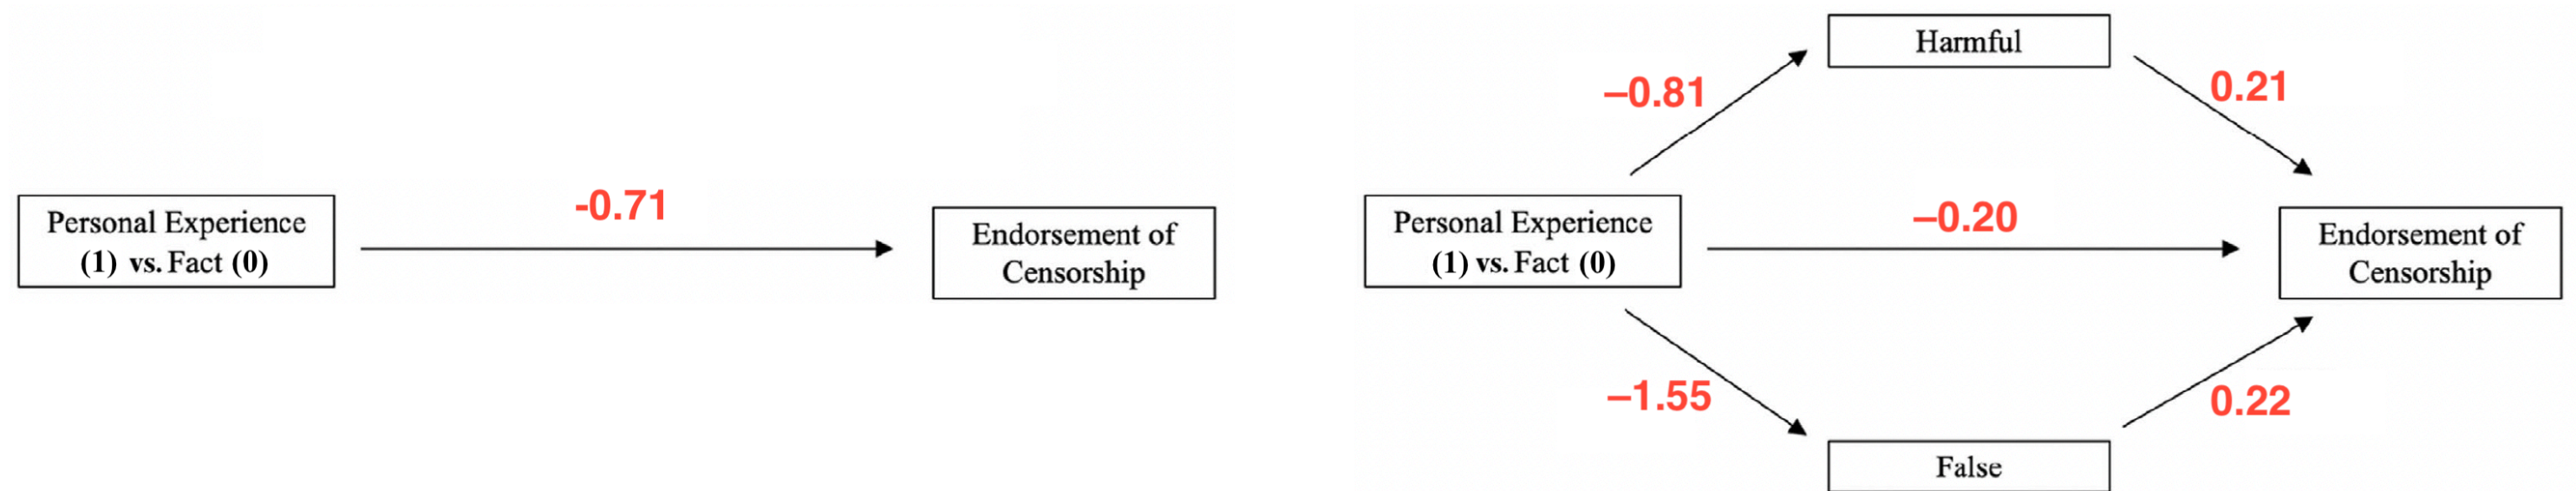 Personal Experience
(1) vs. Fact (0)
-0.71
Endorsement of
Censorship
Harmful
–0.81
0.21
Personal Experience
(1) vs. Fact (0)
–0.20
Endorsement of
Censorship
–1.55
0.22
False